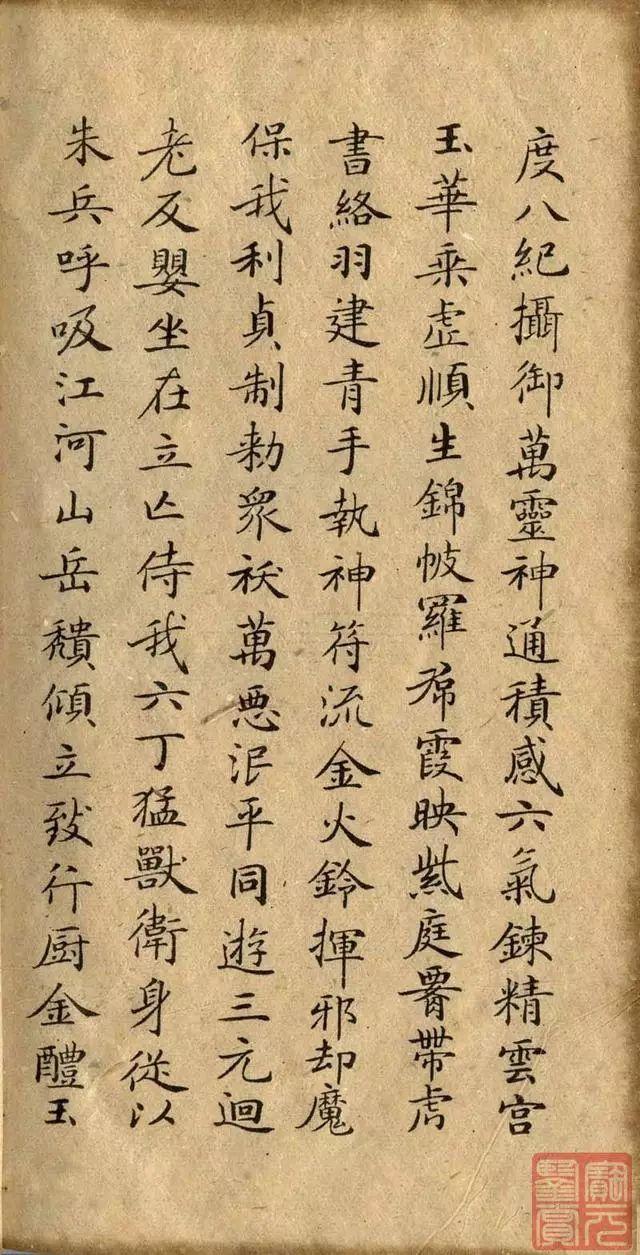 度八紀攝御萬靈神通積感六氣鍊精雲宮
玉華乘虛順生錦帔羅帬霞映紫庭署帶虎
書絡羽建青手執神符流金火鈴揮邪却魔
保我利貞制勑眾祅萬惡泯平同遊三元迴
老反嬰坐在立亡侍我六丁猛獸衛身從以
朱兵呼吸江河山岳穨傾立致行厨金醴玉